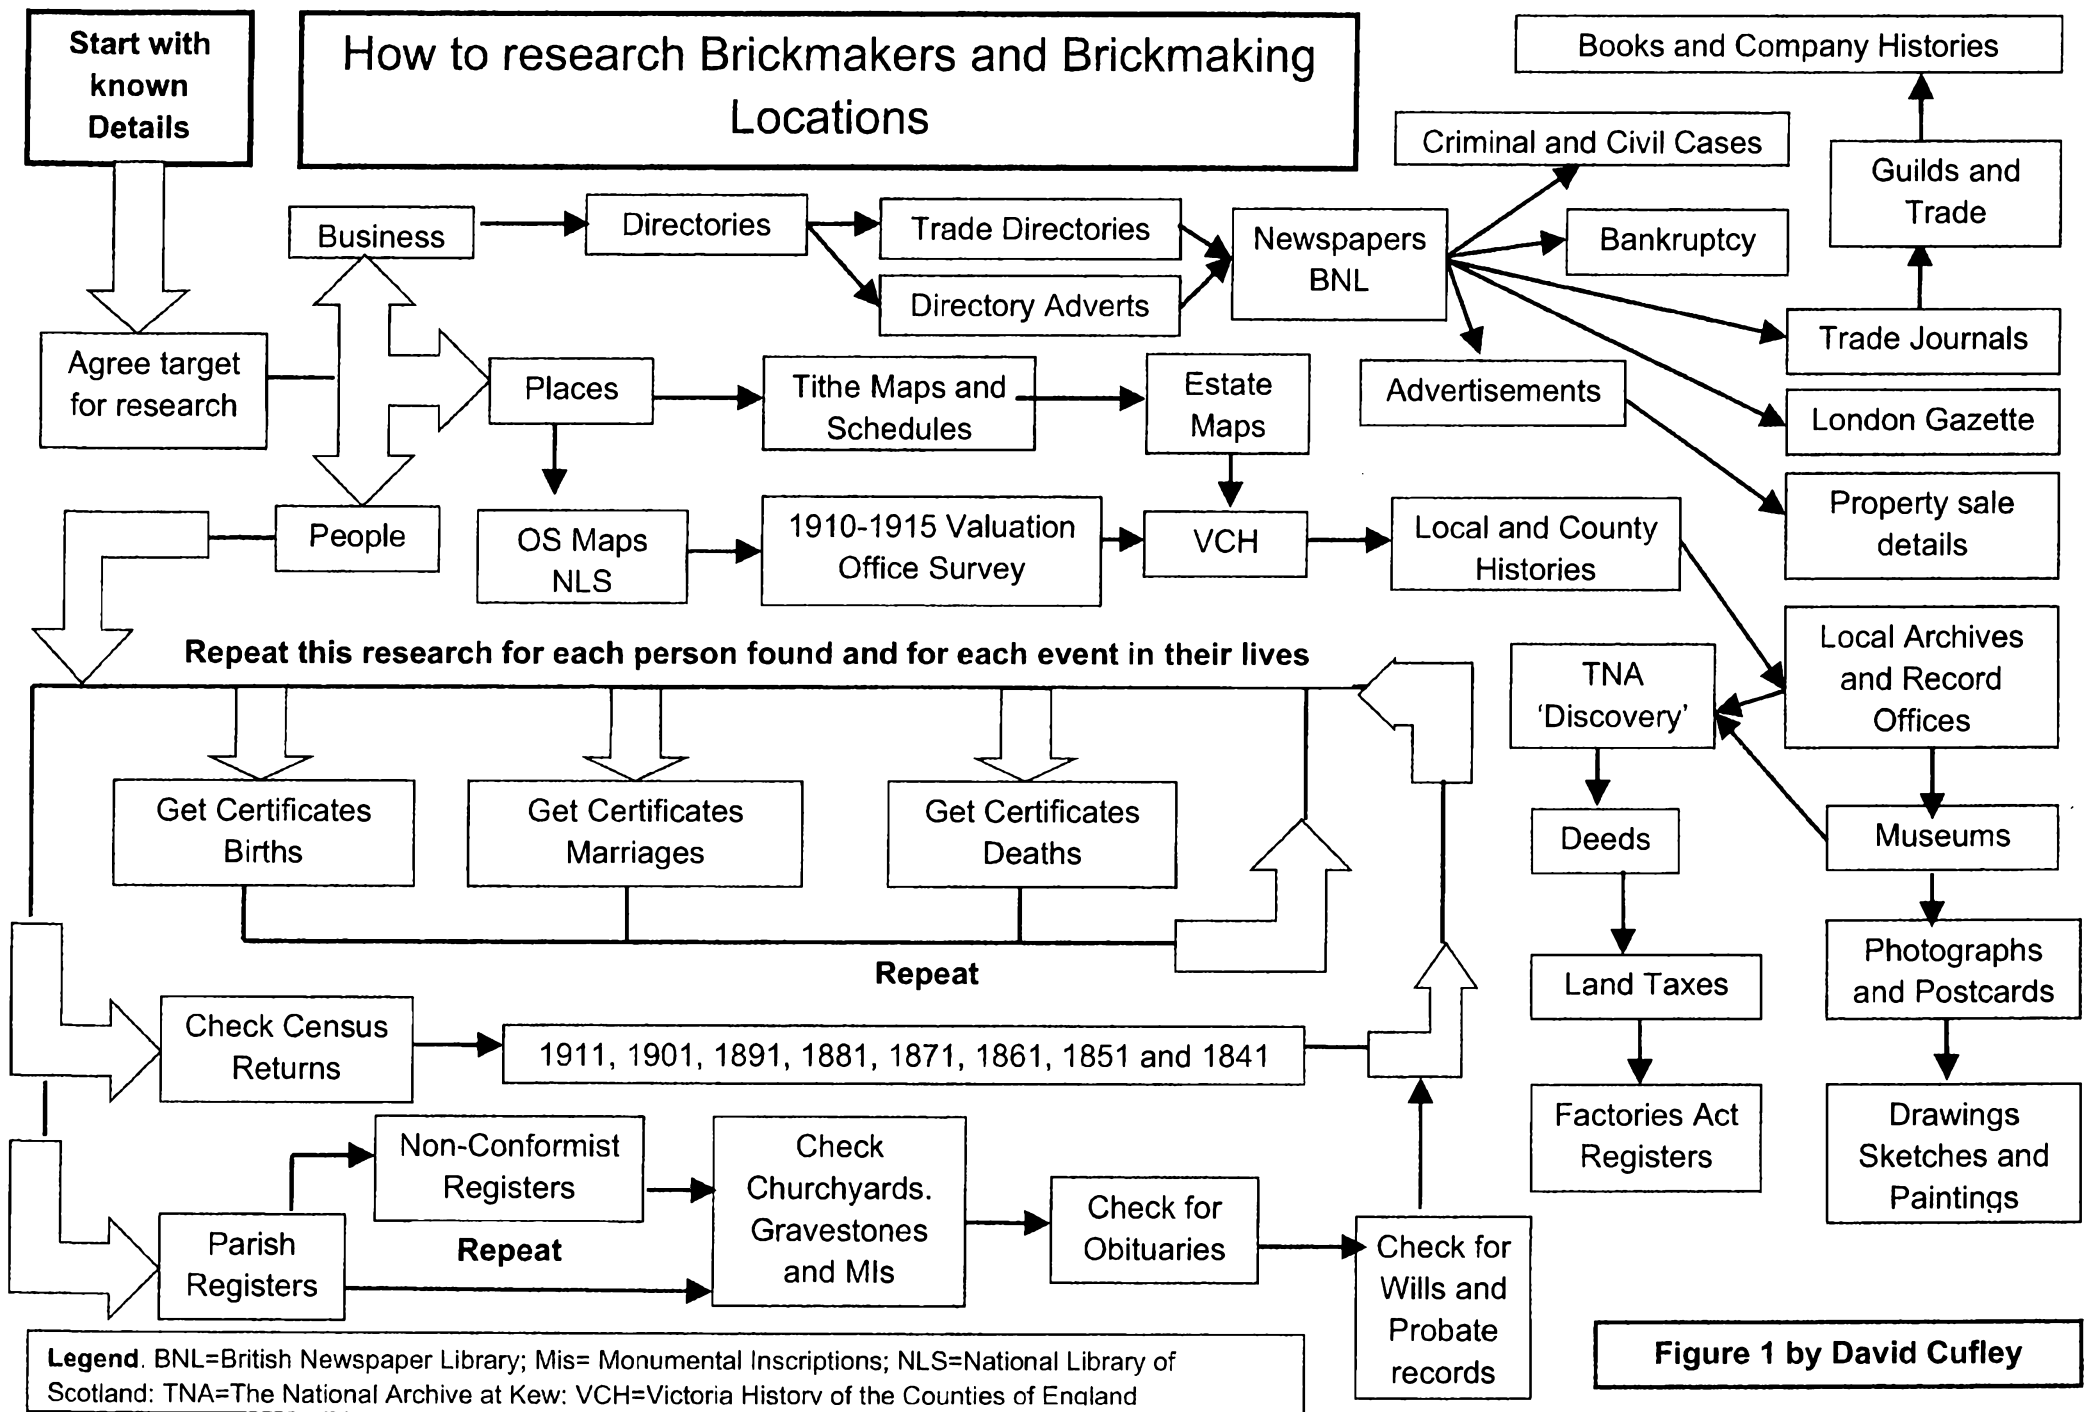 Start with
known
Details
How to research Brickmakers and Brickmaking
Locations
Books and Company Histories
Criminal and Civil Cases
Guilds and
Trade
Business
Directories
Trade Directories
Directory Adverts
Newspapers
BNL
Bankruptcy
Trade Journals
Agree target
for research
Places
Tithe Maps and
Schedules
Estate
Maps
Advertisements
London Gazette
People
OS Maps
NLS
1910-1915 Valuation
Office Survey
VCH
Local and County
Histories
Property sale
details
Repeat this research for each person found and for each event in their lives
TNA
‘Discovery’
Local Archives
and Record
Offices
Get Certificates
Births
Get Certificates
Marriages
Get Certificates
Deaths
Deeds
Museums
Repeat
Land Taxes
Photographs
and Postcards
Check Census
Returns
1911, 1901, 1891, 1881, 1871, 1861, 1851 and 1841
Factories Act
Registers
Drawings
Sketches and
Paintings
Non-Conformist
Registers
Check
Churchyards.
Gravestones
and MIs
Parish
Registers
Repeat
Check for
Obituaries
Check for
Wills and
Probate
records
Legend. BNL=British Newspaper Library; Mis= Monumental Inscriptions; NLS=National Library of
Scotland: TNA=The National Archive at Kew: VCH=Victoria History of the Counties of England
Figure 1 by David Cufley